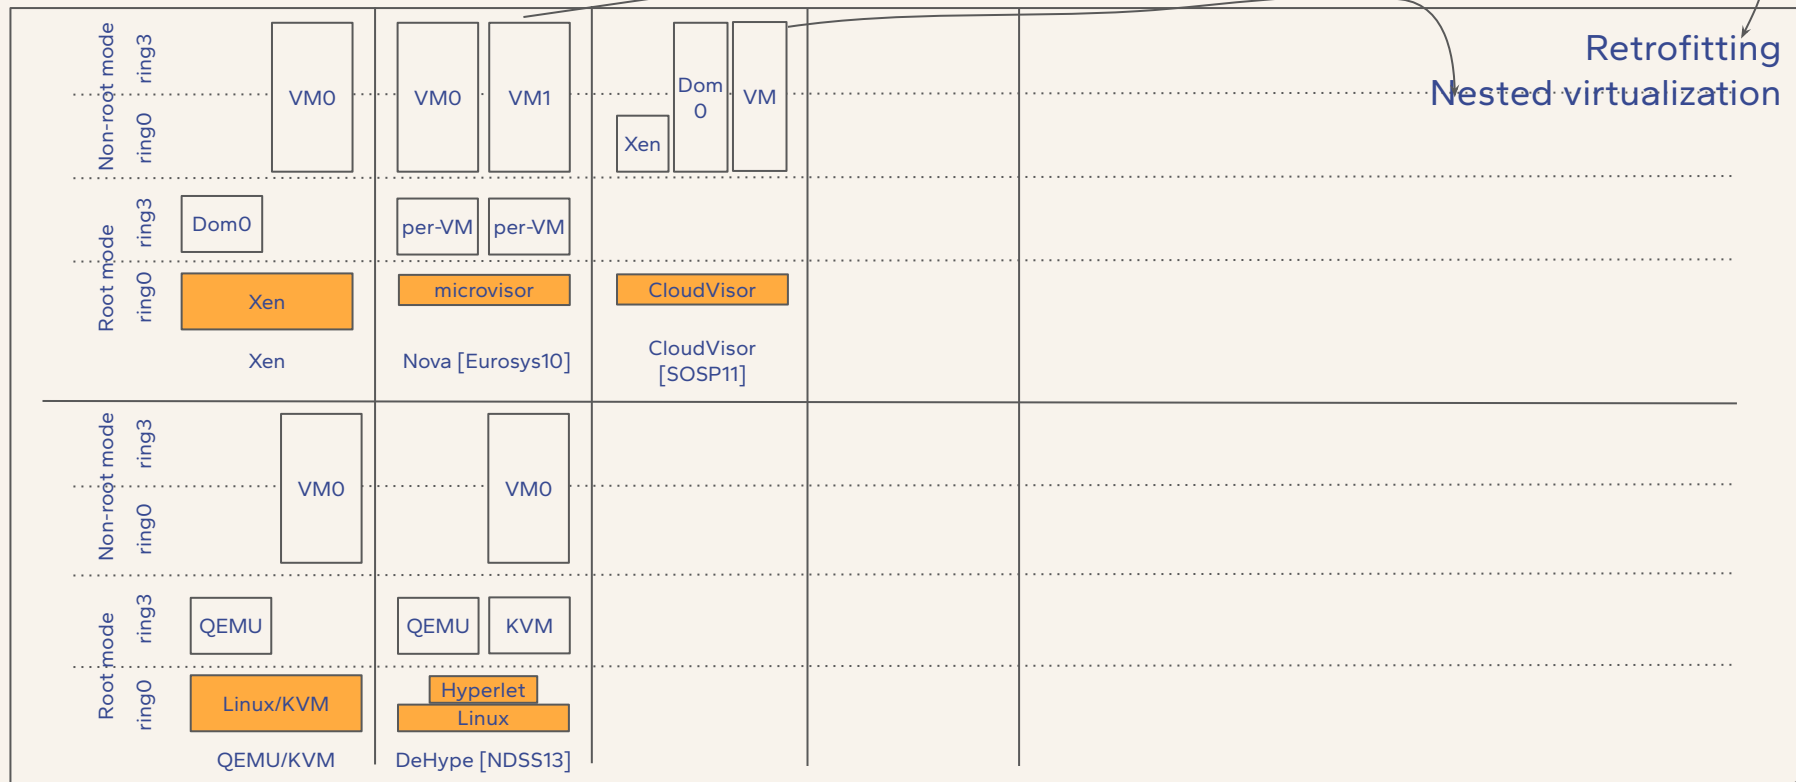 Retrofitting
Nested virtualization
Non-root mode
ring3
ring0
Root mode
ring3
ring0
VM0
Dom0
Xen
Xen
VM0
VM1
per-VM
per-VM
microvisor
Nova [Eurosys10]
Xen
Dom
0
VM
CloudVisor
CloudVisor
[SOSP11]
Non-root mode
ring3
ring0
Root mode
ring3
ring0
VM0
QEMU
Linux/KVM
QEMU/KVM
VM0
QEMU
KVM
Hyperlet
Linux
DeHype [NDSS13]